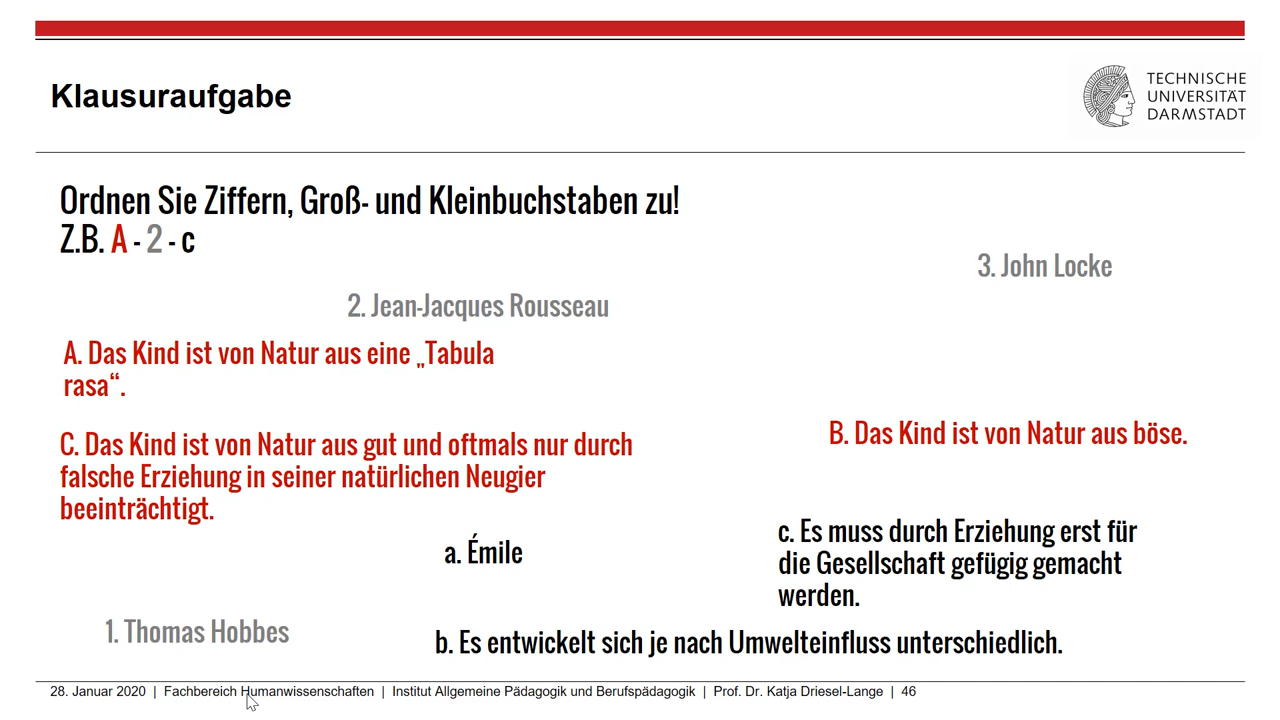 Klausuraufgabe
TECHNISCHE
UNIVERSITÄT
DARMSTADT
Ordnen Sie Ziffern, Groß- und Kleinbuchstaben zu!
Z.B. A - 2 - c
3. John Locke
2. Jean-Jacques Rousseau
A. Das Kind ist von Natur aus eine „Tabula
rasa“.
C. Das Kind ist von Natur aus gut und oftmals nur durch
falsche Erziehung in seiner natürlichen Neugier
beeinträchtigt.
B. Das Kind ist von Natur aus böse.
a. Émile
c. Es muss durch Erziehung erst für
die Gesellschaft gefügig gemacht
werden.
1. Thomas Hobbes
b. Es entwickelt sich je nach Umwelteinfluss unterschiedlich.
28. Januar 2020 | Fachbereich Humanwissenschaften | Institut Allgemeine Pädagogik und Berufspädagogik | Prof. Dr. Katja Driesel-Lange | 46